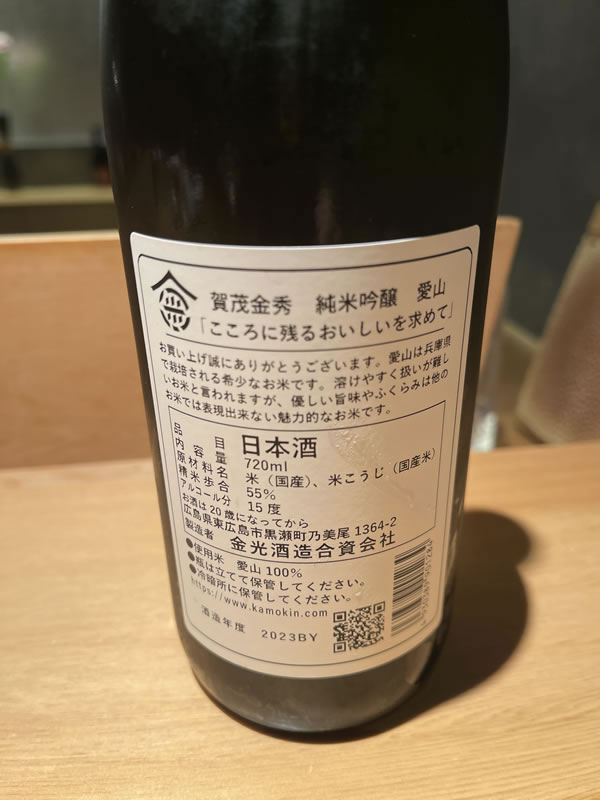 賀茂金秀 純米吟醸 愛山
「こころに残るおいしいを求めて」
お買い上げ誠にありがとうございます。愛山は兵庫県
で栽培される希少なお米です。溶けやすく扱いが難し
いお米と言われますが、優しい旨味やふくらみは他の
お米では表現出来ない魅力的なお米です。
品目 日本酒
内容量 720ml
原材料名 米（国産）、米こうじ（国産米）
精米歩合 55%
アルコール分 15度
お酒は20歳になってから
広島県東広島市黒瀬町乃美尾 1364-2
製造者 金光酒造合資会社
●使用米 愛山 100%
●瓶は立てて保管してください。
●冷暗所に保管してください。
https://www.kamokin.com
酒造年度 2023BY